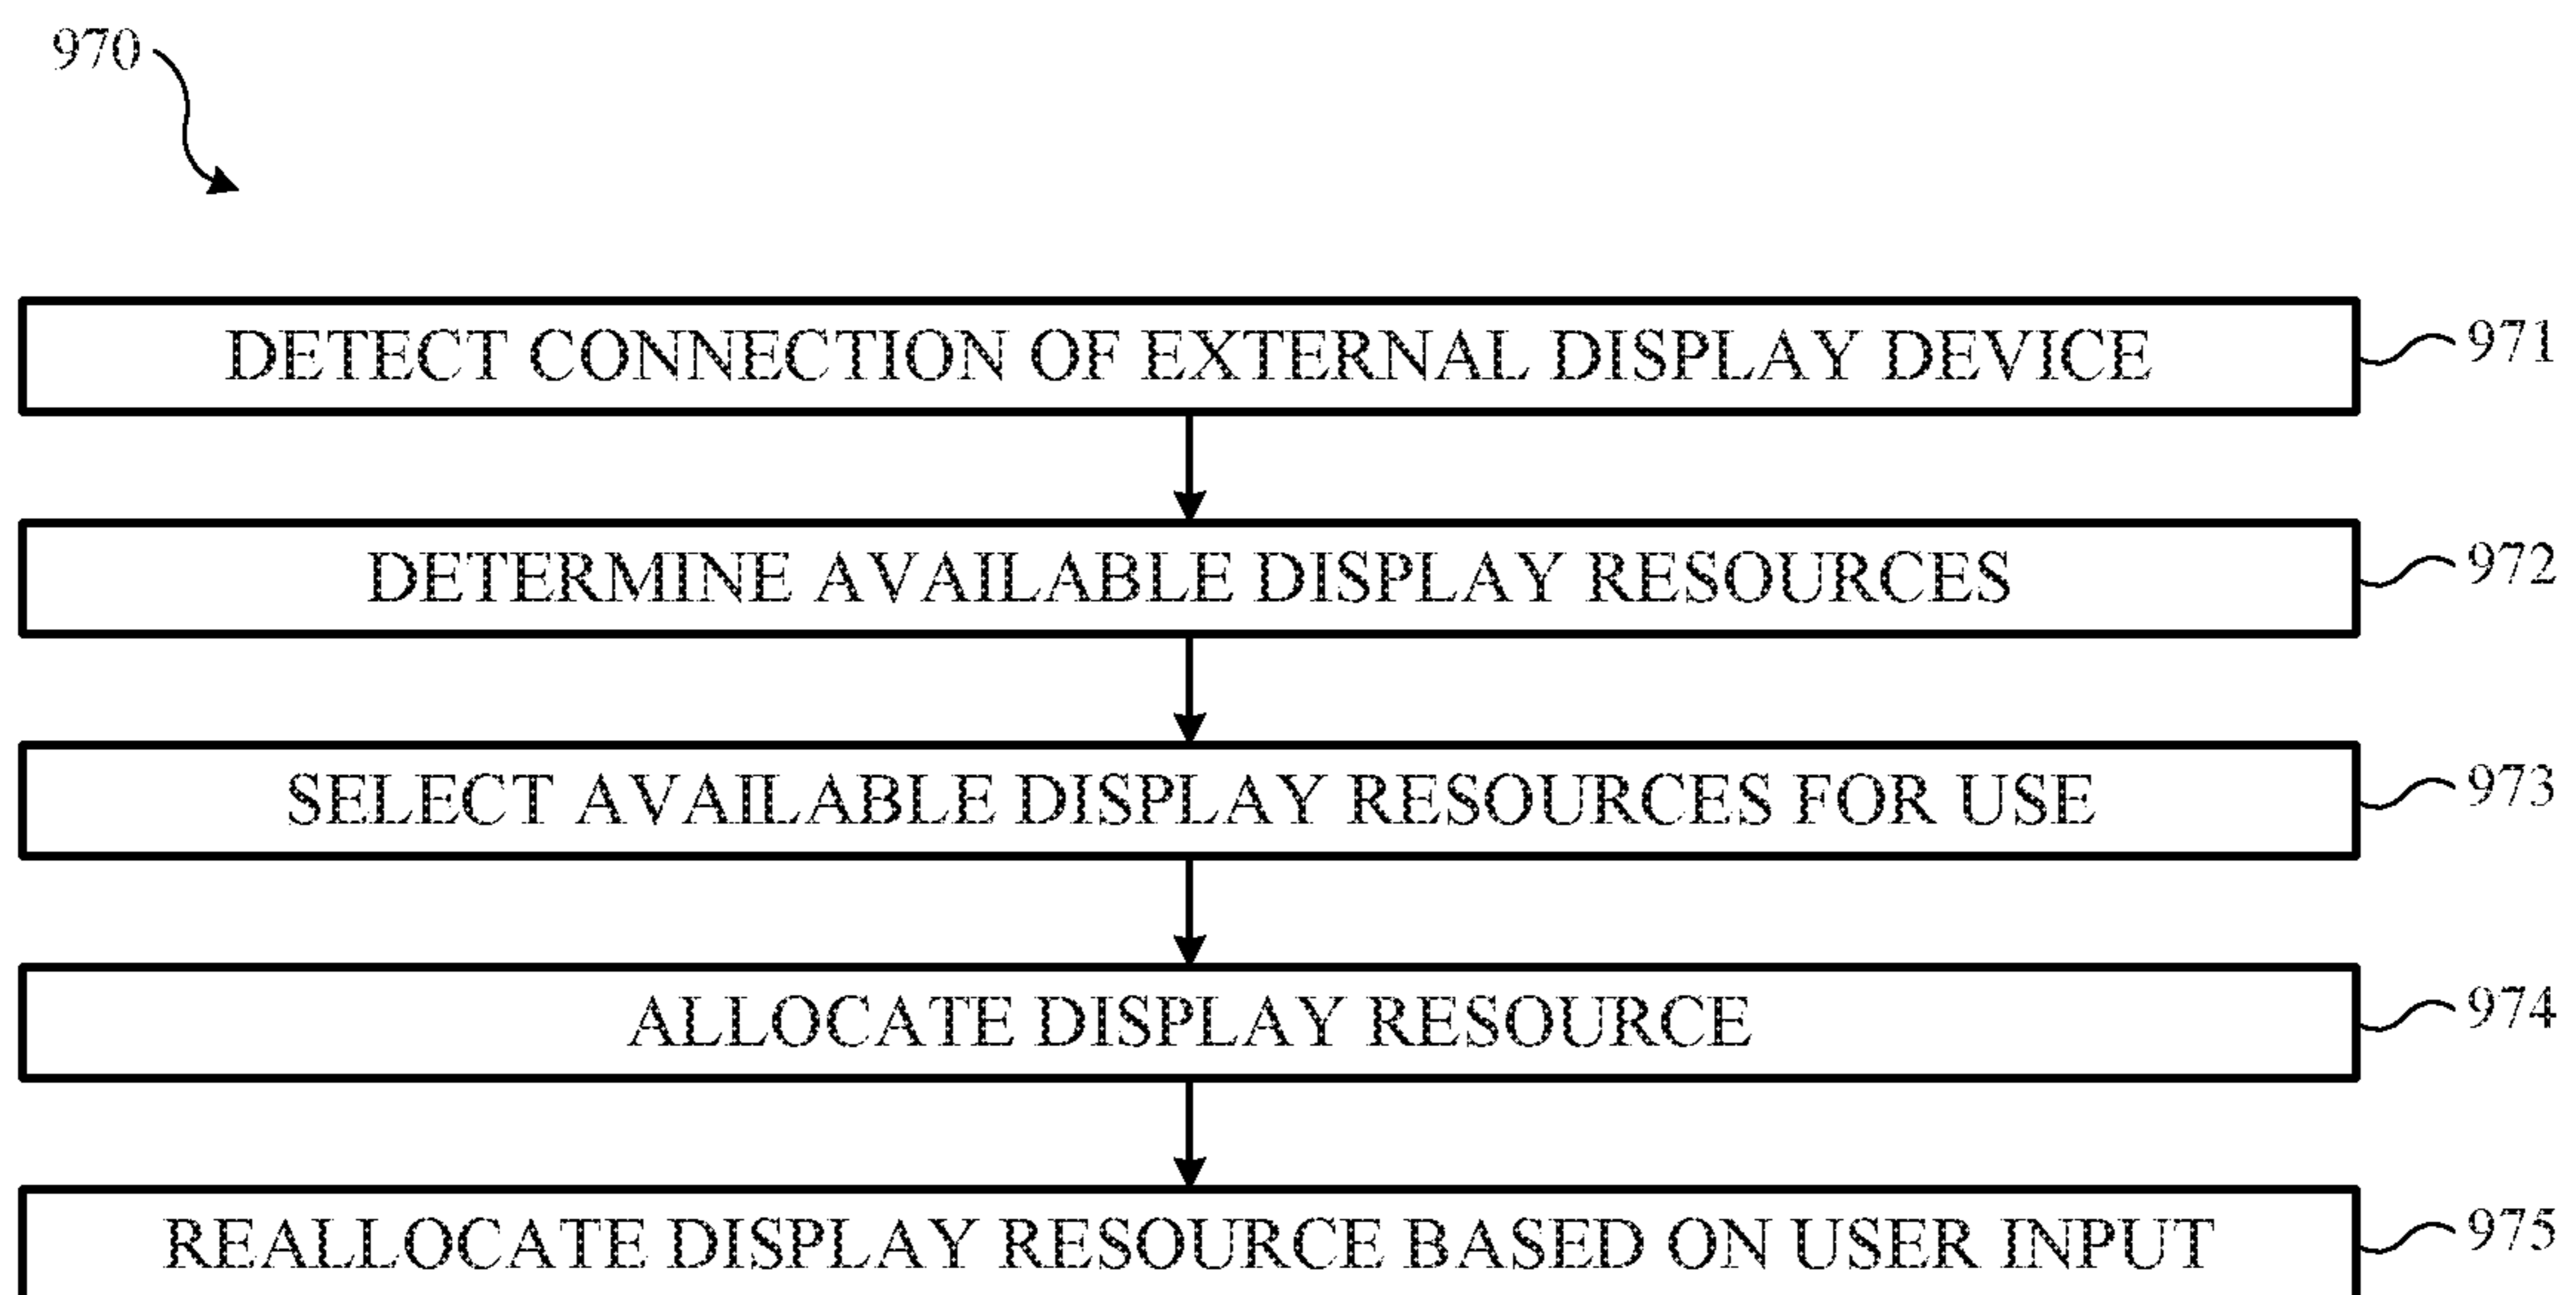 970
DETECT CONNECTION OF EXTERNAL DISPLAY DEVICE
971
DETERMINE AVAILABLE DISPLAY RESOURCES
972
SELECT AVAILABLE DISPLAY RESOURCES FOR USE
973
ALLOCATE DISPLAY RESOURCE
974
REALLOCATE DISPLAY RESOURCE BASED ON USER INPUT
975